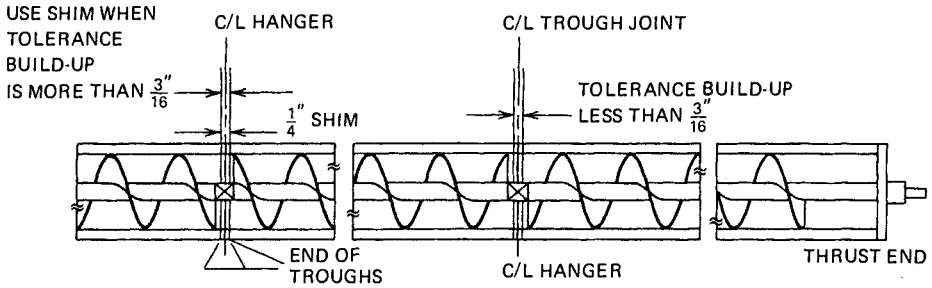 USE SHIM WHEN
TOLERANCE
BUILD-UP
IS MORE THAN 3/16"
C/L HANGER
1/4" SHIM
C/L TROUGH JOINT
TOLERANCE BUILD-UP
LESS THAN 3/16"
END OF
TROUGHS
C/L HANGER
THRUST END